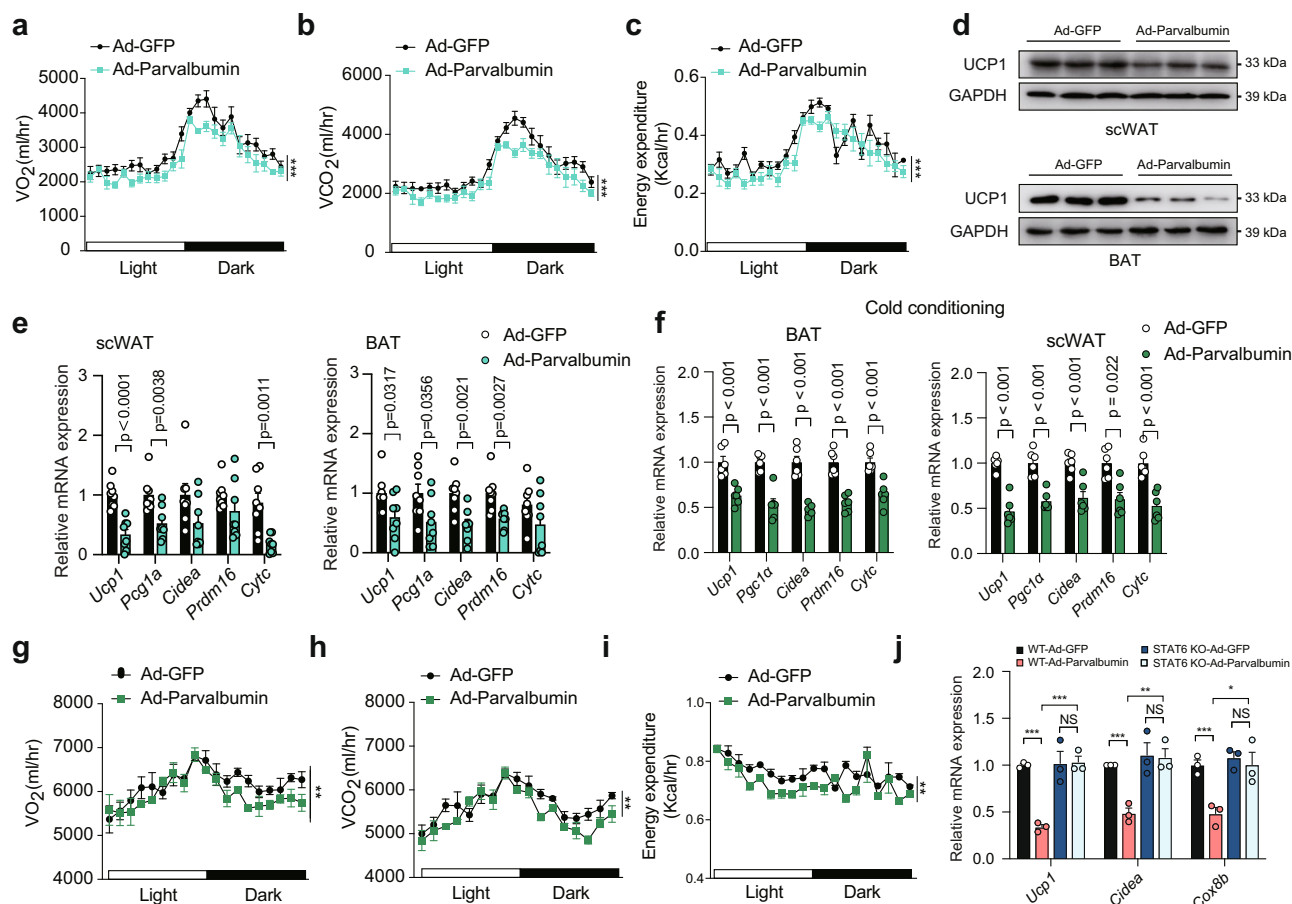 a
Ad-GFP
Ad-Parvalbumin
VO2(ml/hr)
5000
4000
3000
2000
1000
0
Light
Dark
***
b
Ad-GFP
Ad-Parvalbumin
VCO2(ml/hr)
6000
4000
2000
0
Light
Dark
***
c
Ad-GFP
Ad-Parvalbumin
Energy expenditure
(Kcal/hr)
0.6
0.4
0.2
0.0
Light
Dark
***
d
Ad-GFP
Ad-Parvalbumin
UCP1
33 kDa
GAPDH
39 kDa
scWAT
Ad-GFP
Ad-Parvalbumin
UCP1
33 kDa
GAPDH
39 kDa
BAT
e
scWAT
Relative mRNA expression
3
2
1
0
p < 0.0001
p=0.0038
p=0.0011
Ucp1
Pcg1a
Cidea
Prdm16
Cytc
BAT
Ad-GFP
Ad-Parvalbumin
Relative mRNA expression
3
2
1
0
p=0.0317
p=0.0356
p=0.0021
p=0.0027
Ucp1
Pcg1a
Cidea
Prdm16
Cytc
f
Cold conditioning
BAT
Relative mRNA expression
2.0
1.5
1.0
0.5
0.0
p < 0.001
p < 0.001
p < 0.001
p < 0.001
p < 0.001
Ucp1
Pgc1α
Cidea
Prdm16
Cytc
scWAT
Ad-GFP
Ad-Parvalbumin
Relative mRNA expression
2.0
1.5
1.0
0.5
0.0
p < 0.001
p < 0.001
p < 0.001
p = 0.022
p < 0.001
Ucp1
Pgc1α
Cidea
Prdm16
Cytc
g
Ad-GFP
Ad-Parvalbumin
VO2(ml/hr)
8000
7000
6000
5000
4000
Light
Dark
**
h
Ad-GFP
Ad-Parvalbumin
VCO2(ml/hr)
8000
7000
6000
5000
4000
Light
Dark
**
i
Ad-GFP
Ad-Parvalbumin
Energy expenditure
(Kcal/hr)
1.0
0.8
0.6
0.4
Light
Dark
**
j
WT-Ad-GFP
WT-Ad-Parvalbumin
STAT6 KO-Ad-GFP
STAT6 KO-Ad-Parvalbumin
Relative mRNA expression
2.0
1.5
1.0
0.5
0.0
***
***
NS
***
**
NS
***
*
NS
Ucp1
Cidea
Cox8b